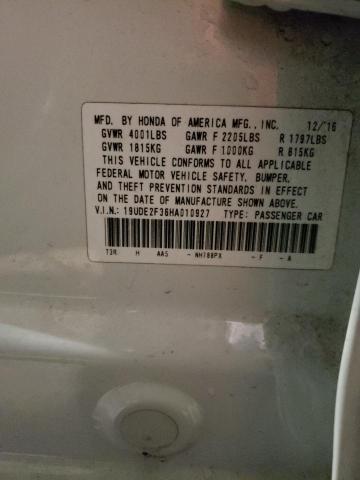 MFD. BY HONDA OF AMERICA MFG., INC. 12/16
GVWR 4001LBS GAWR F 2205LBS R 1797LBS
GVWR 1815KG GAWR F 1000KG R 815KG
THIS VEHICLE CONFORMS TO ALL APPLICABLE
FEDERAL MOTOR VEHICLE SAFETY, BUMPER,
AND THEFT PREVENTION STANDARDS IN EFFECT
ON THE DATE OF MANUFACTURE SHOWN ABOVE.
V.I.N.: 19UDE2F36HA010927 TYPE: PASSENGER CAR
T3R H AA5 - NH788PX - F - A